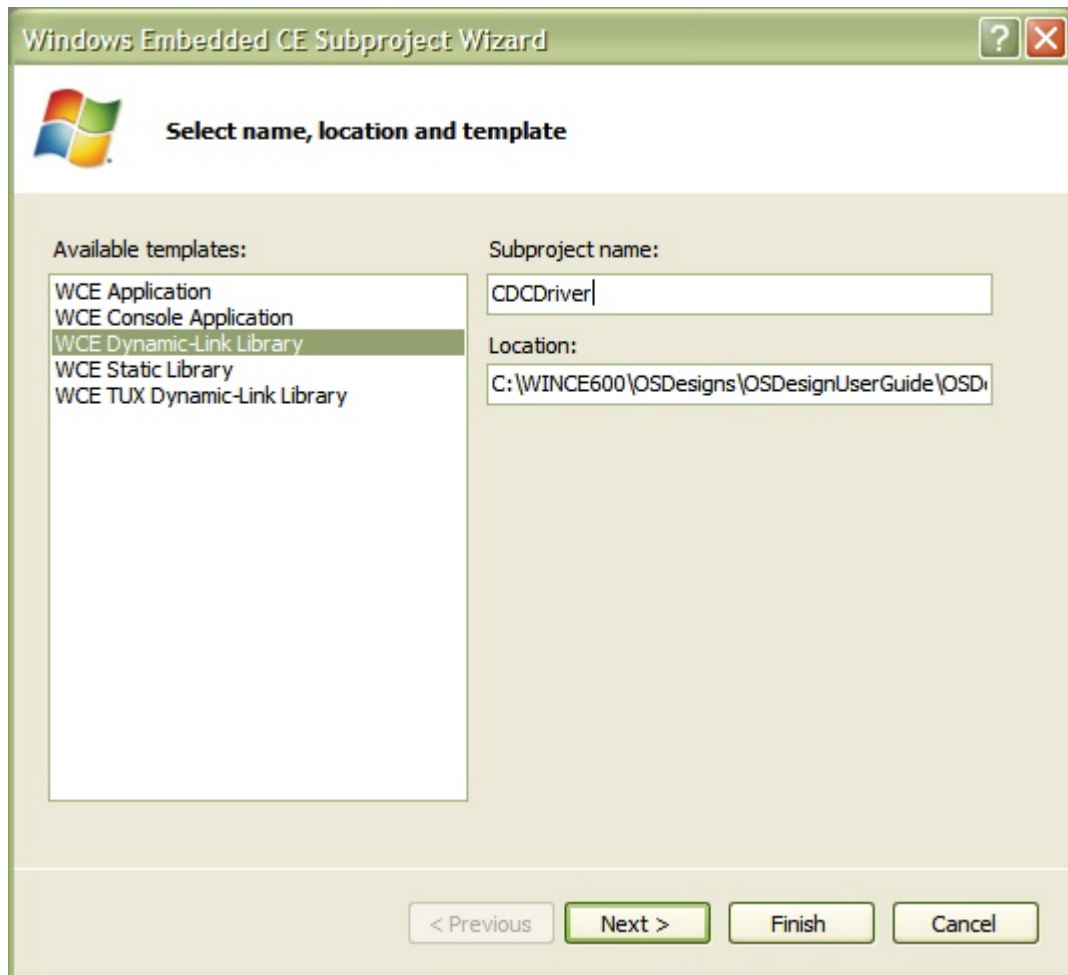 Windows Embedded CE Subproject Wizard
?
Select name, location and template
Available templates:
WCE Application
WCE Console Application
WCE Dynamic-Link Library
WCE Static Library
WCE TUX Dynamic-Link Library
Subproject name:
CDCDriver
Location:
C:\WINCE600\OSDesigns\OSDesignUserGuide\OSD
< Previous
Next >
Finish
Cancel